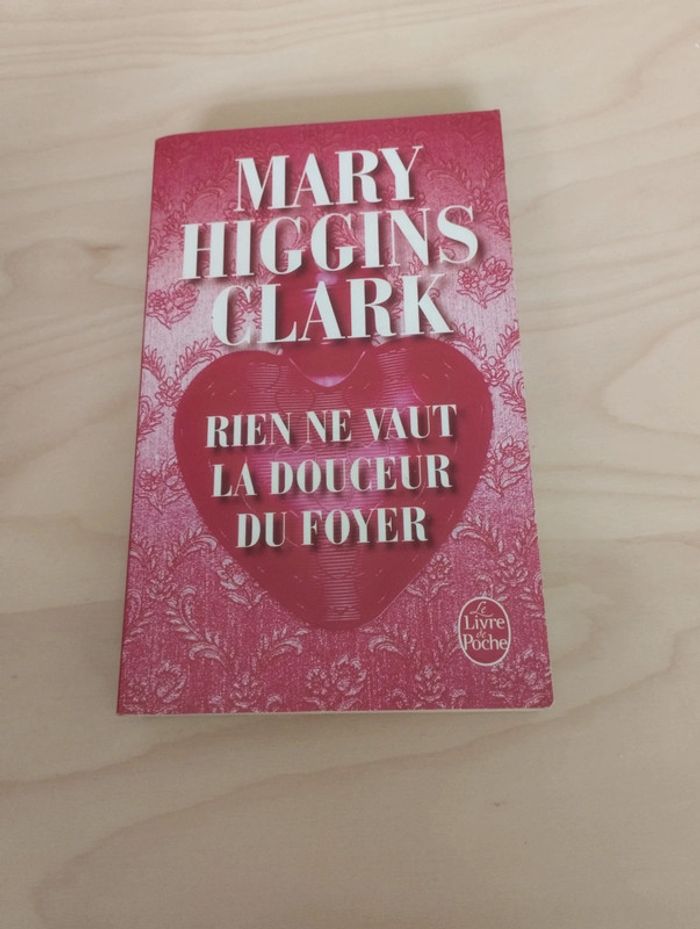 MARY
HIGGINS
CLARK
RIEN NE VAUT
LA DOUCEUR
DU FOYER
Le
Livre
de
Poche